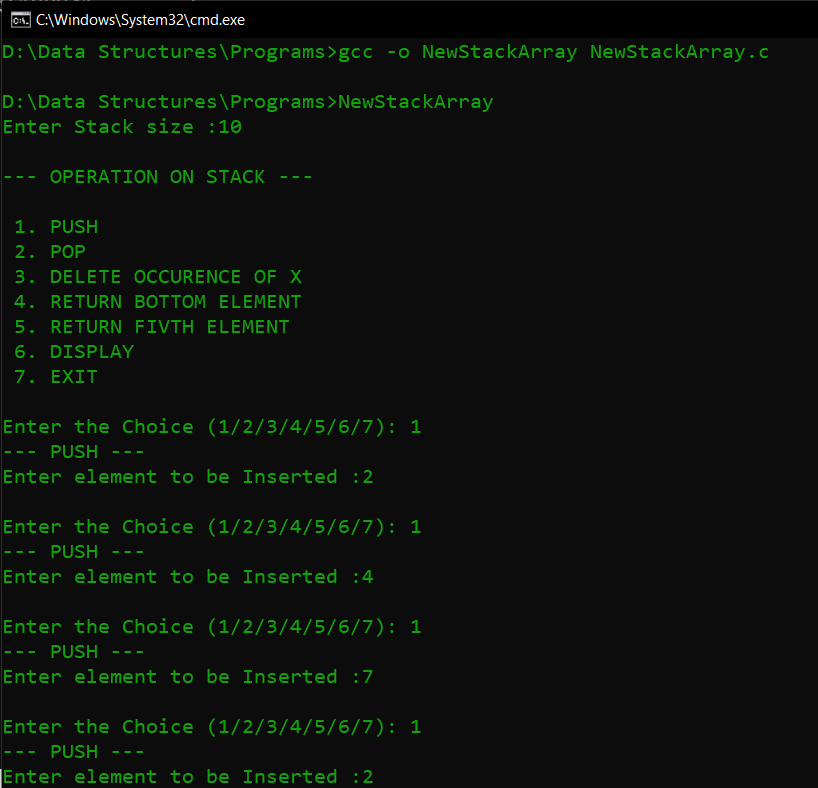 C:\Windows\System32\cmd.exe
D:\Data Structures\Programs>gcc -o NewStackArray NewStackArray.c
D:\Data Structures\Programs>NewStackArray
Enter Stack size :10
--- OPERATION ON STACK ---
1. PUSH
2. POP
3. DELETE OCCURENCE OF X
4. RETURN BOTTOM ELEMENT
5. RETURN FIVTH ELEMENT
6. DISPLAY
7. EXIT
Enter the Choice (1/2/3/4/5/6/7): 1
--- PUSH ---
Enter element to be Inserted :2
Enter the Choice (1/2/3/4/5/6/7): 1
--- PUSH ---
Enter element to be Inserted :4
Enter the Choice (1/2/3/4/5/6/7): 1
--- PUSH ---
Enter element to be Inserted :7
Enter the Choice (1/2/3/4/5/6/7): 1
--- PUSH ---
Enter element to be Inserted :2